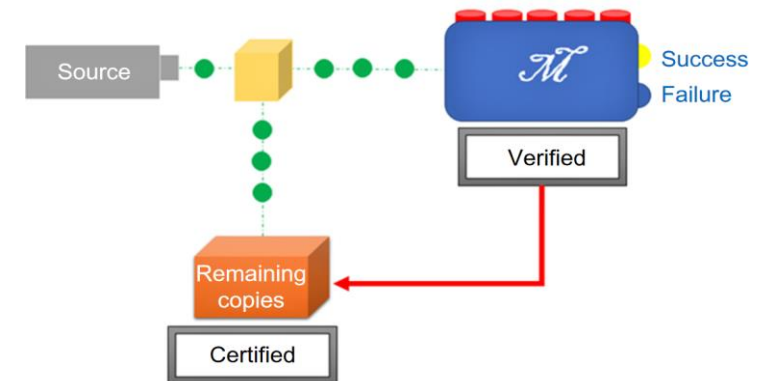 Source
ℳ
Success
Failure
Verified
Remaining
copies
Certified